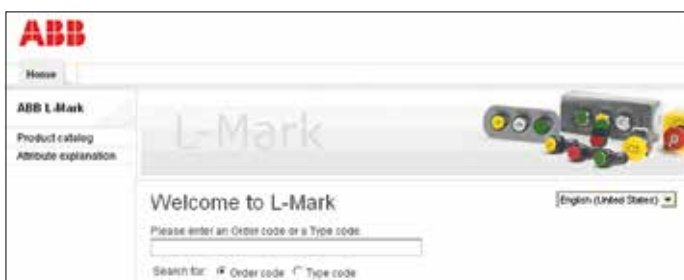 ABB
Home
ABB L-Mark
Product catalog
Attribute explanation
L-Mark
Welcome to L-Mark
English (United States)
Please enter an Order code or a Type code
Search for: Order code Type code